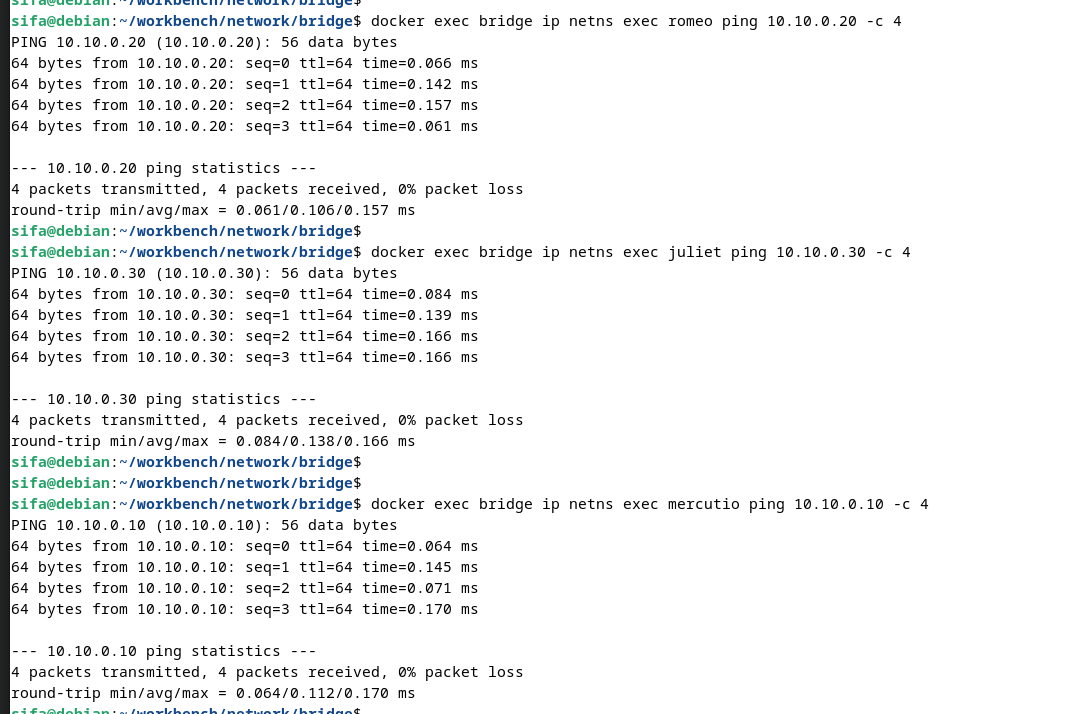 sifa@debian:~/workbench/network/bridge$
sifa@debian:~/workbench/network/bridge$ docker exec bridge ip netns exec romeo ping 10.10.0.20 -c 4
PING 10.10.0.20 (10.10.0.20): 56 data bytes
64 bytes from 10.10.0.20: seq=0 ttl=64 time=0.066 ms
64 bytes from 10.10.0.20: seq=1 ttl=64 time=0.142 ms
64 bytes from 10.10.0.20: seq=2 ttl=64 time=0.157 ms
64 bytes from 10.10.0.20: seq=3 ttl=64 time=0.061 ms

--- 10.10.0.20 ping statistics ---
4 packets transmitted, 4 packets received, 0% packet loss
round-trip min/avg/max = 0.061/0.106/0.157 ms
sifa@debian:~/workbench/network/bridge$
sifa@debian:~/workbench/network/bridge$ docker exec bridge ip netns exec juliet ping 10.10.0.30 -c 4
PING 10.10.0.30 (10.10.0.30): 56 data bytes
64 bytes from 10.10.0.30: seq=0 ttl=64 time=0.084 ms
64 bytes from 10.10.0.30: seq=1 ttl=64 time=0.139 ms
64 bytes from 10.10.0.30: seq=2 ttl=64 time=0.166 ms
64 bytes from 10.10.0.30: seq=3 ttl=64 time=0.166 ms

--- 10.10.0.30 ping statistics ---
4 packets transmitted, 4 packets received, 0% packet loss
round-trip min/avg/max = 0.084/0.138/0.166 ms
sifa@debian:~/workbench/network/bridge$
sifa@debian:~/workbench/network/bridge$
sifa@debian:~/workbench/network/bridge$ docker exec bridge ip netns exec mercutio ping 10.10.0.10 -c 4
PING 10.10.0.10 (10.10.0.10): 56 data bytes
64 bytes from 10.10.0.10: seq=0 ttl=64 time=0.064 ms
64 bytes from 10.10.0.10: seq=1 ttl=64 time=0.145 ms
64 bytes from 10.10.0.10: seq=2 ttl=64 time=0.071 ms
64 bytes from 10.10.0.10: seq=3 ttl=64 time=0.170 ms

--- 10.10.0.10 ping statistics ---
4 packets transmitted, 4 packets received, 0% packet loss
round-trip min/avg/max = 0.064/0.112/0.170 ms
sifa@debian:~/workbench/network/bridge$